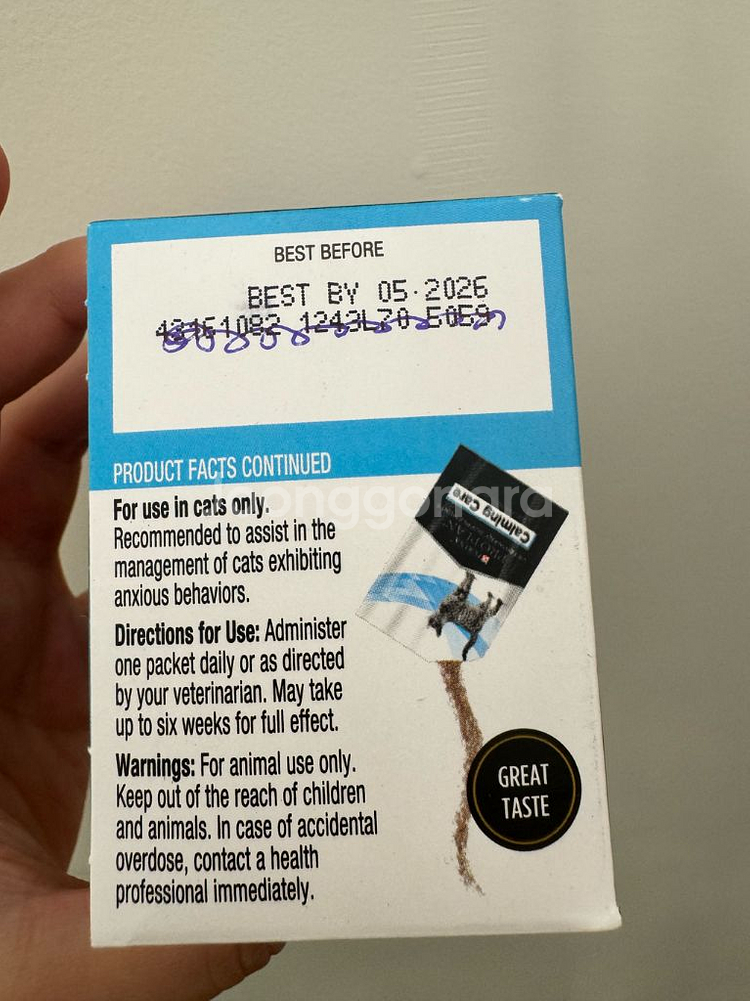 BEST BEFORE
BEST BY 05·2026
PRODUCT FACTS CONTINUED
For use in cats only.
Recommended to assist in the
management of cats exhibiting
anxious behaviors.
Directions for Use: Administer
one packet daily or as directed
by your veterinarian. May take
up to six weeks for full effect.
Warnings: For animal use only.
Keep out of the reach of children
and animals. In case of accidental
overdose, contact a health
professional immediately.
Calming Care
GREAT
TASTE
joonggonara